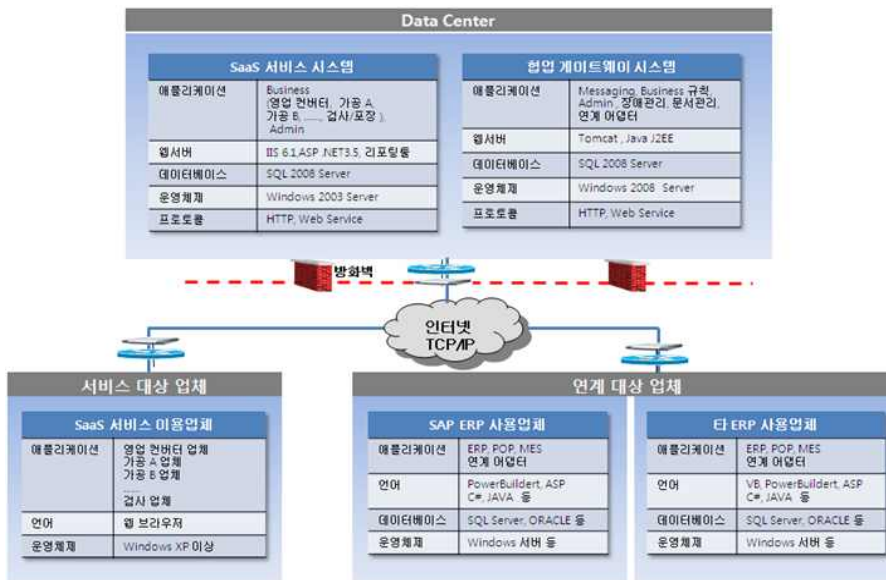 Data Center
SaaS 서비스 시스템
애플리케이션
Business
(영업 컨버터, 가공 A,
가공 B, ......, 검사/포장 ),
Admin
웹서버
IIS 6.1,ASP .NET3.5, 리포팅툴
데이터베이스
SQL 2008 Server
운영체제
Windows 2003 Server
프로토콜
HTTP, Web Service
협업 게이트웨이 시스템
애플리케이션
Messaging, Business 규칙,
Admin, 장애관리, 문서관리,
연계 어댑터
웹서버
Tomcat , Java J2EE
데이터베이스
SQL 2008 Server
운영체제
Windows 2008 Server
프로토콜
HTTP, Web Service
방화벽
인터넷
TCP/IP
서비스 대상 업체
SaaS 서비스 이용업체
애플리케이션
영업 컨버터 업체
가공 A 업체
가공 B 업체
......
검사 업체
언어
웹 브라우저
운영체제
Windows XP 이상
연계 대상 업체
SAP ERP 사용업체
애플리케이션
ERP, POP, MES
연계 어댑터
언어
PowerBuildert, ASP
C#, JAVA 등
데이터베이스
SQL Server, ORACLE 등
운영체제
Windows 서버 등
타 ERP 사용업체
애플리케이션
ERP, POP, MES
연계 어댑터
언어
VB, PowerBuildert, ASP
C#, JAVA 등
데이터베이스
SQL Server, ORACLE 등
운영체제
Windows 서버 등